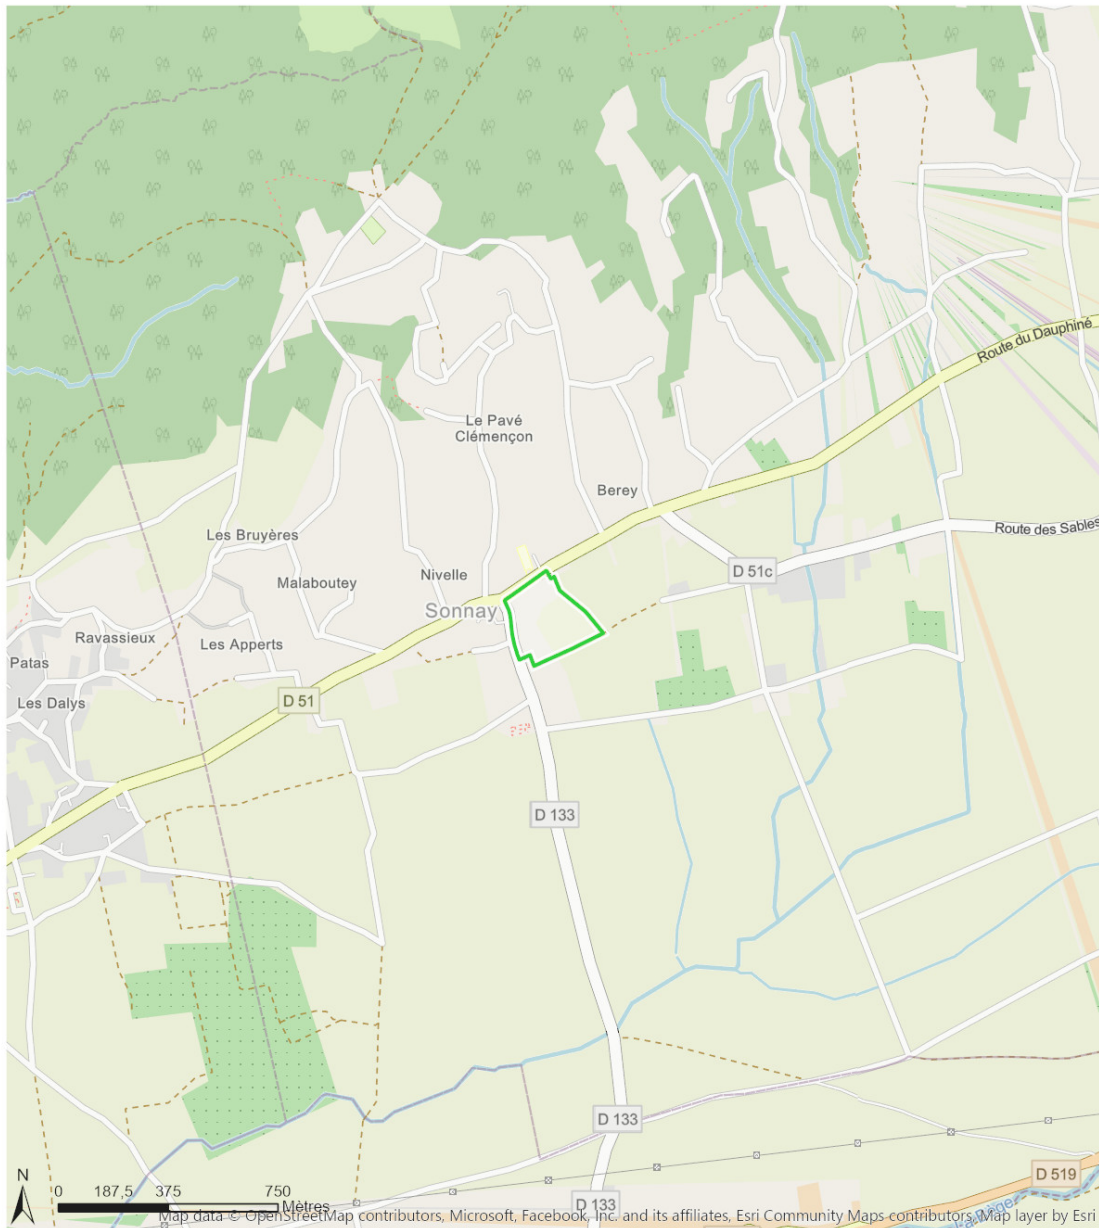 Route du Dauphiné
Le Pavé
Clémençon
Berey
Route des Sables
Les Bruyères
D 51c
Nivelle
Malaboutey
Sonnay
Ravassieux
Les Apperts
Patas
Les Dalys
D 51
D 133
D 133
N
0 187,5 375 750
Mètres
D 519
D 133
Map data © OpenStreetMap contributors, Microsoft, Facebook, Inc. and its affiliates, Esri Community Maps contributors, Map layer by Esri